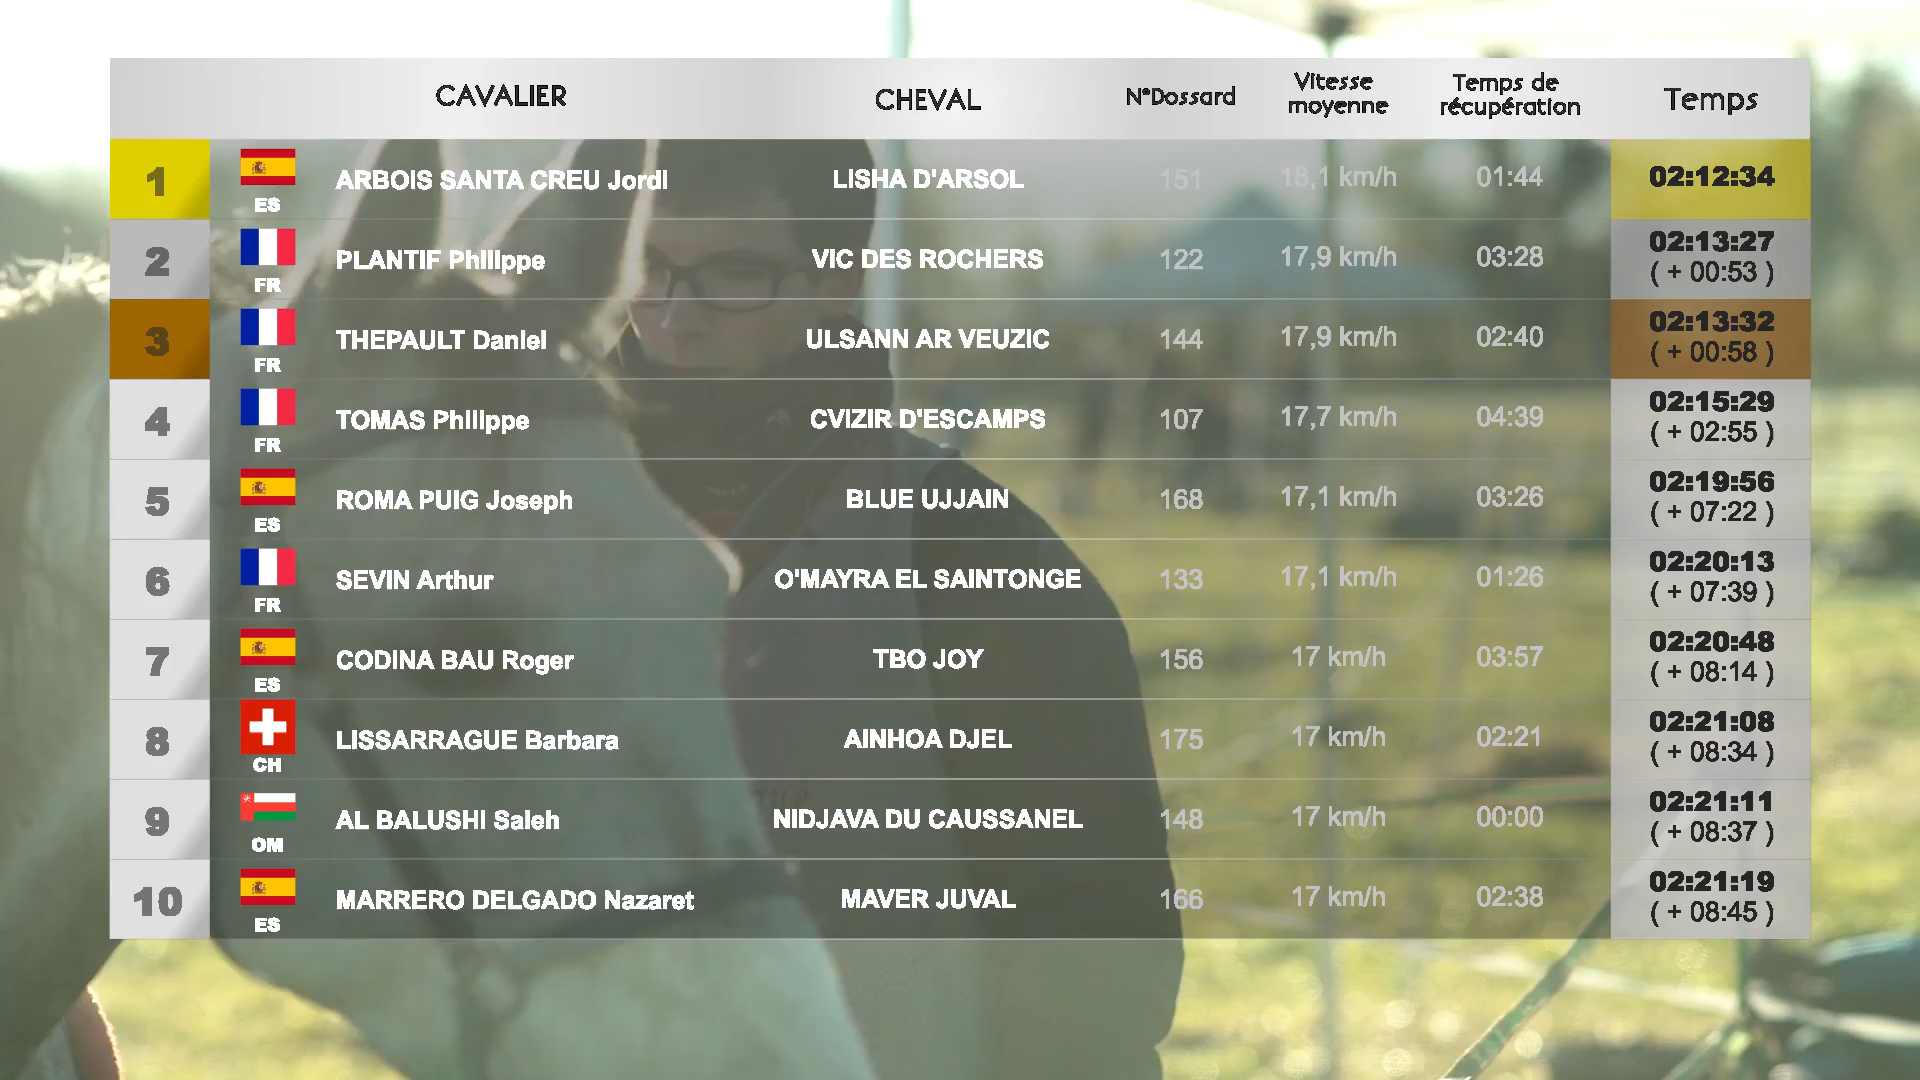 CAVALIER CHEVAL N°Dossard Vitesse moyenne Temps de récupération Temps
1 ES ARBOIS SANTA CREU Jordi LISHA D'ARSOL 151 18,1 km/h 01:44 02:12:34
2 FR PLANTIF Philippe VIC DES ROCHERS 122 17,9 km/h 03:28 02:13:27 ( + 00:53 )
3 FR THEPAULT Daniel ULSANN AR VEUZIC 144 17,9 km/h 02:40 02:13:32 ( + 00:58 )
4 FR TOMAS Philippe CVIZIR D'ESCAMPS 107 17,7 km/h 04:39 02:15:29 ( + 02:55 )
5 ES ROMA PUIG Joseph BLUE UJJAIN 168 17,1 km/h 03:26 02:19:56 ( + 07:22 )
6 FR SEVIN Arthur O'MAYRA EL SAINTONGE 133 17,1 km/h 01:26 02:20:13 ( + 07:39 )
7 ES CODINA BAU Roger TBO JOY 156 17 km/h 03:57 02:20:48 ( + 08:14 )
8 CH LISSARRAGUE Barbara AINHOA DJEL 175 17 km/h 02:21 02:21:08 ( + 08:34 )
9 OM AL BALUSHI Saleh NIDJAVA DU CAUSSANEL 148 17 km/h 00:00 02:21:11 ( + 08:37 )
10 ES MARRERO DELGADO Nazaret MAVER JUVAL 166 17 km/h 02:38 02:21:19 ( + 08:45 )